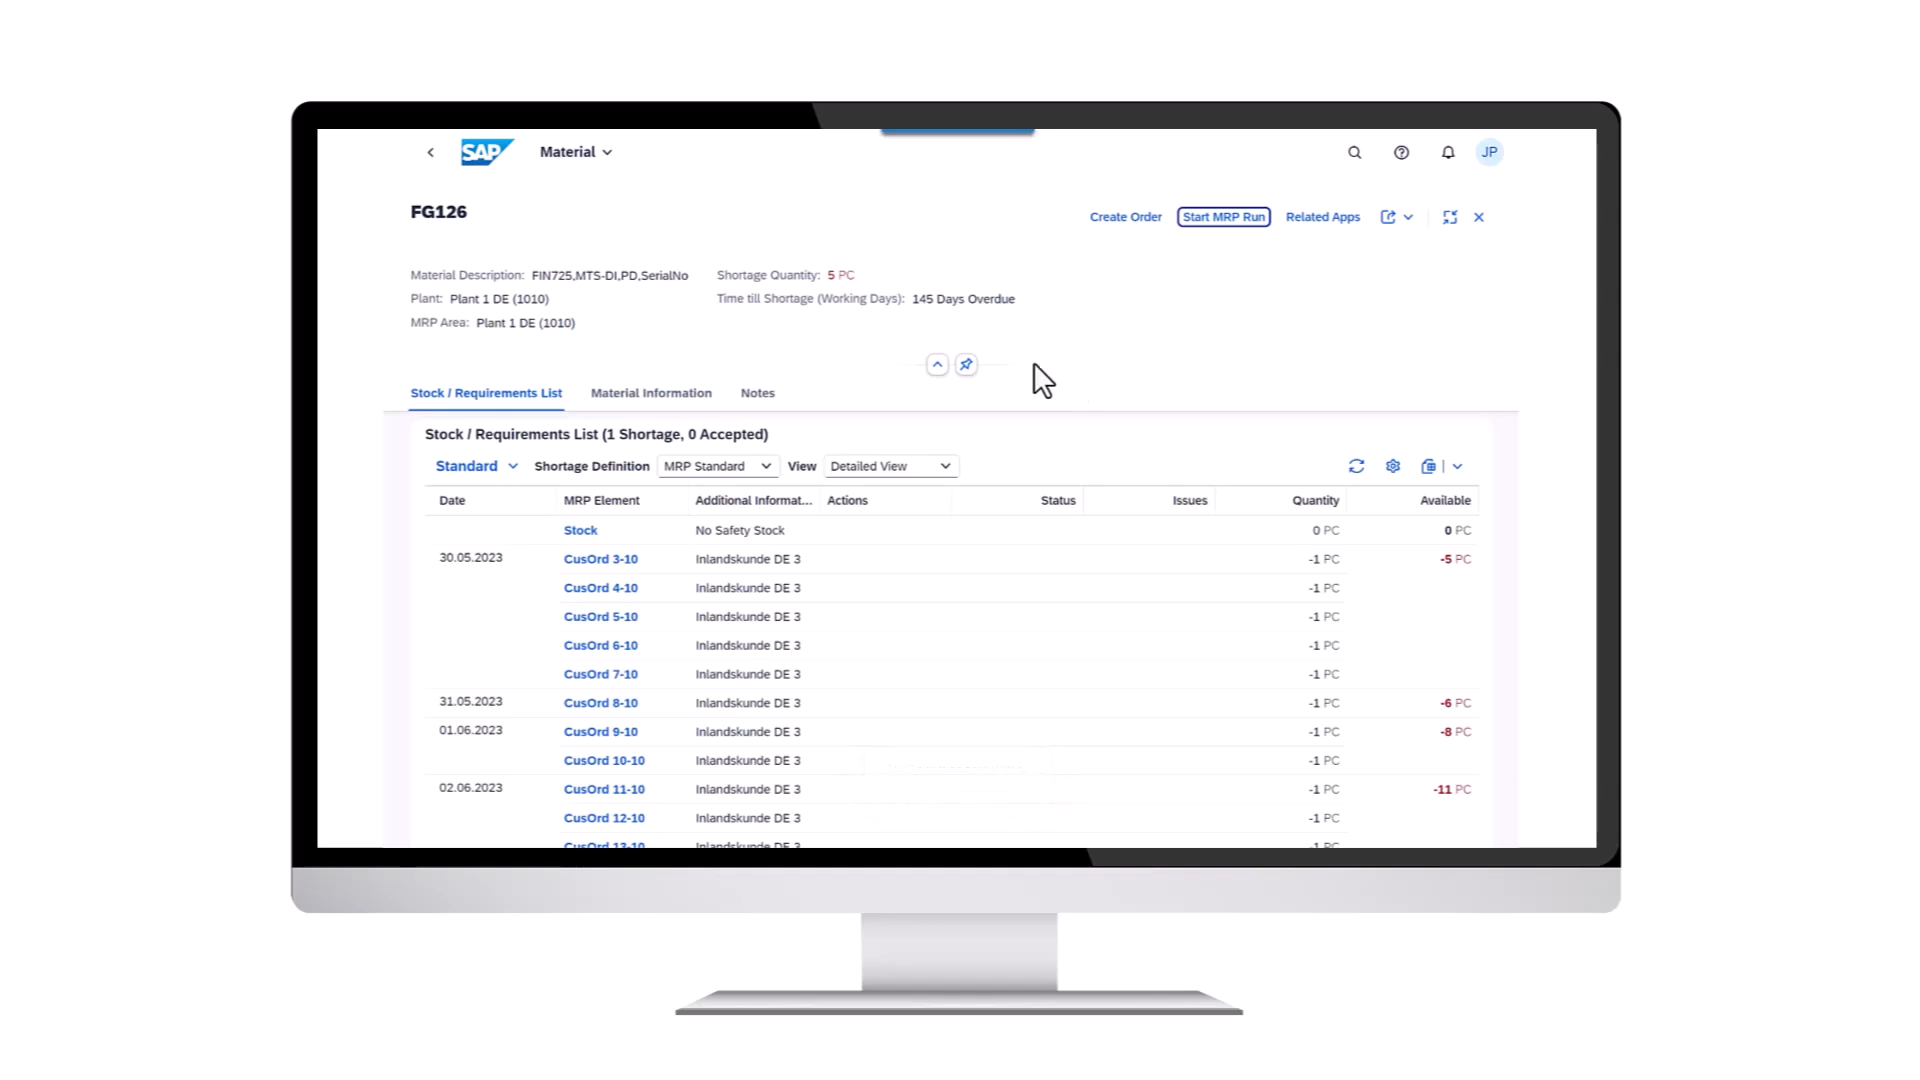 SAP Material
JP
FG126
Create Order Start MRP Run Related Apps
Material Description: FIN725,MTS-DI,PD,SerialNo Shortage Quantity: 5 PC
Plant: Plant 1 DE (1010) Time till Shortage (Working Days): 145 Days Overdue
MRP Area: Plant 1 DE (1010)
Stock / Requirements List Material Information Notes
Stock / Requirements List (1 Shortage, 0 Accepted)
Standard Shortage Definition MRP Standard View Detailed View
Date MRP Element Additional Informat... Actions Status Issues Quantity Available
Stock No Safety Stock 0 PC 0 PC
30.05.2023 CusOrd 3-10 Inlandskunde DE 3 -1 PC -5 PC
CusOrd 4-10 Inlandskunde DE 3 -1 PC
CusOrd 5-10 Inlandskunde DE 3 -1 PC
CusOrd 6-10 Inlandskunde DE 3 -1 PC
CusOrd 7-10 Inlandskunde DE 3 -1 PC
31.05.2023 CusOrd 8-10 Inlandskunde DE 3 -1 PC -6 PC
01.06.2023 CusOrd 9-10 Inlandskunde DE 3 -1 PC -8 PC
CusOrd 10-10 Inlandskunde DE 3 -1 PC
02.06.2023 CusOrd 11-10 Inlandskunde DE 3 -1 PC -11 PC
CusOrd 12-10 Inlandskunde DE 3 -1 PC
CusOrd 13-10 Inlandskunde DE 3 -1 PC